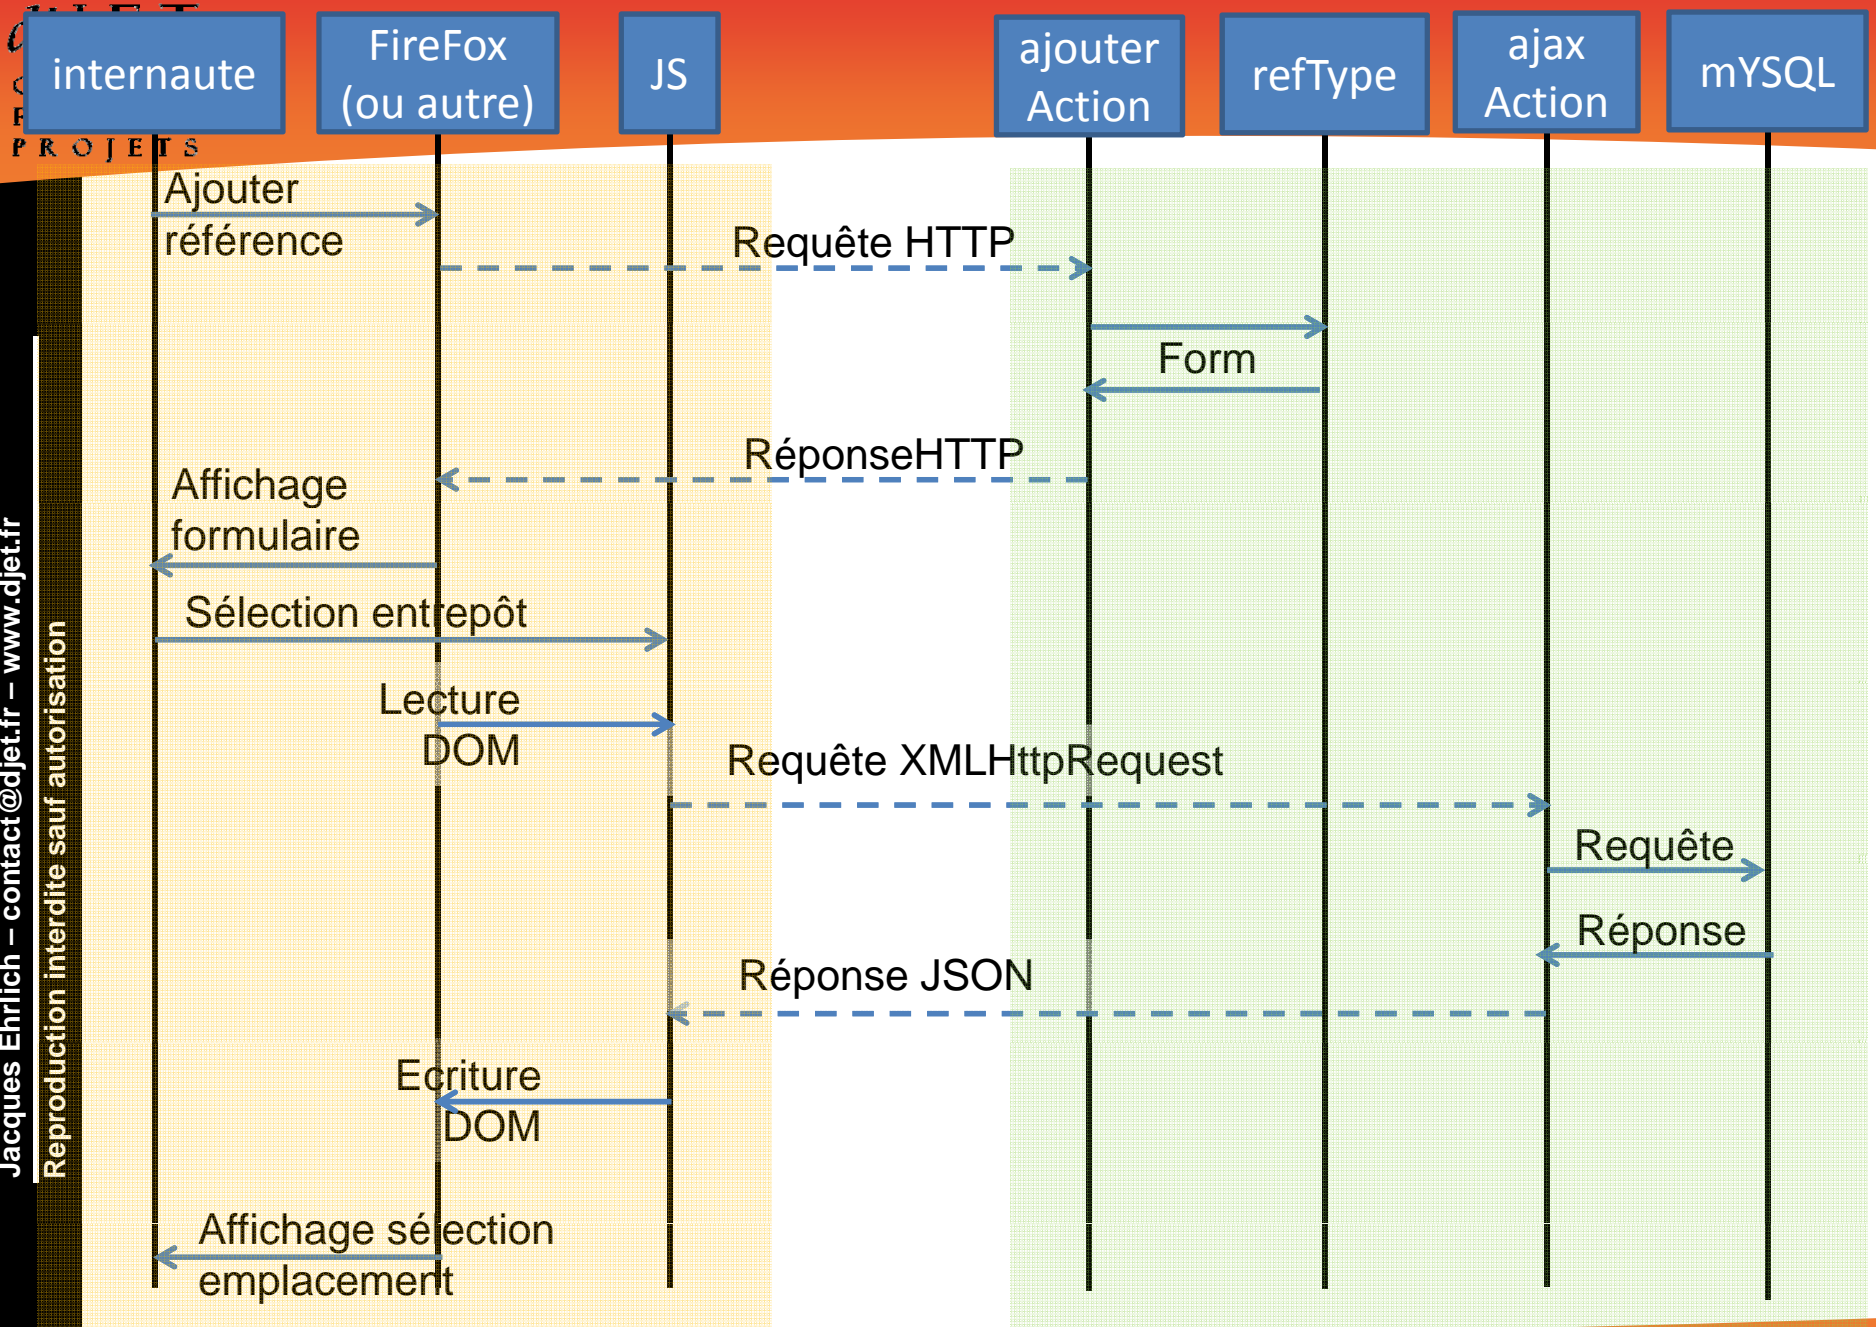 PROJETS
internaute
FireFox
(ou autre)
JS
ajouter
Action
refType
ajax
Action
mYSQL
Ajouter
référence
Requête HTTP
Form
RéponseHTTP
Affichage
formulaire
Sélection entrepôt
Lecture
DOM
Requête XMLHttpRequest
Requête
Réponse
Réponse JSON
Ecriture
DOM
Affichage sélection
emplacement
Jacques Ehrlich – contact@djet.fr – www.djet.fr
Reproduction interdite sauf autorisation